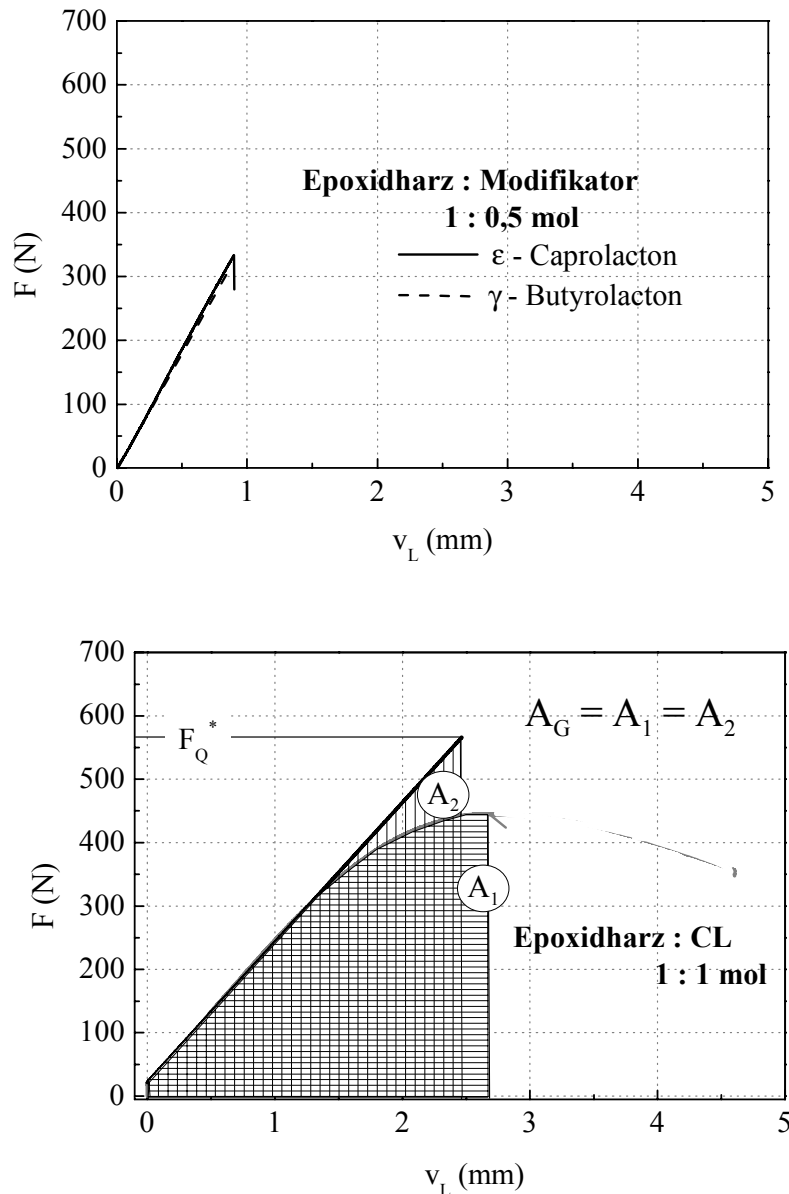 700
600
500
400
300
200
100
0
F (N)
Epoxidharz : Modifikator
1 : 0,5 mol
ε - Caprolacton
γ - Butyrolacton
0 1 2 3 4 5
v_L (mm)
700
600
500
400
300
200
100
0
F (N)
F_Q^*
A_G = A_1 = A_2
A_2
A_1
Epoxidharz : CL
1 : 1 mol
0 1 2 3 4 5
v_L (mm)